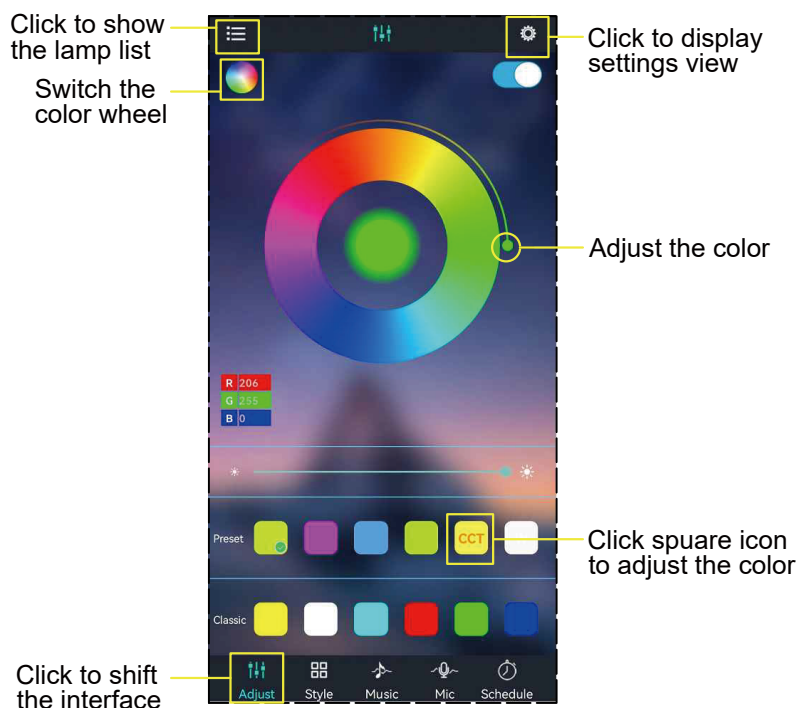 Click to show
the lamp list
Switch the
color wheel
Click to display
settings view
Adjust the color
R 206
G 255
B 0
Preset
CCT
Click spuare icon
to adjust the color
Classic
Click to shift
the interface
Adjust Style Music Mic Schedule